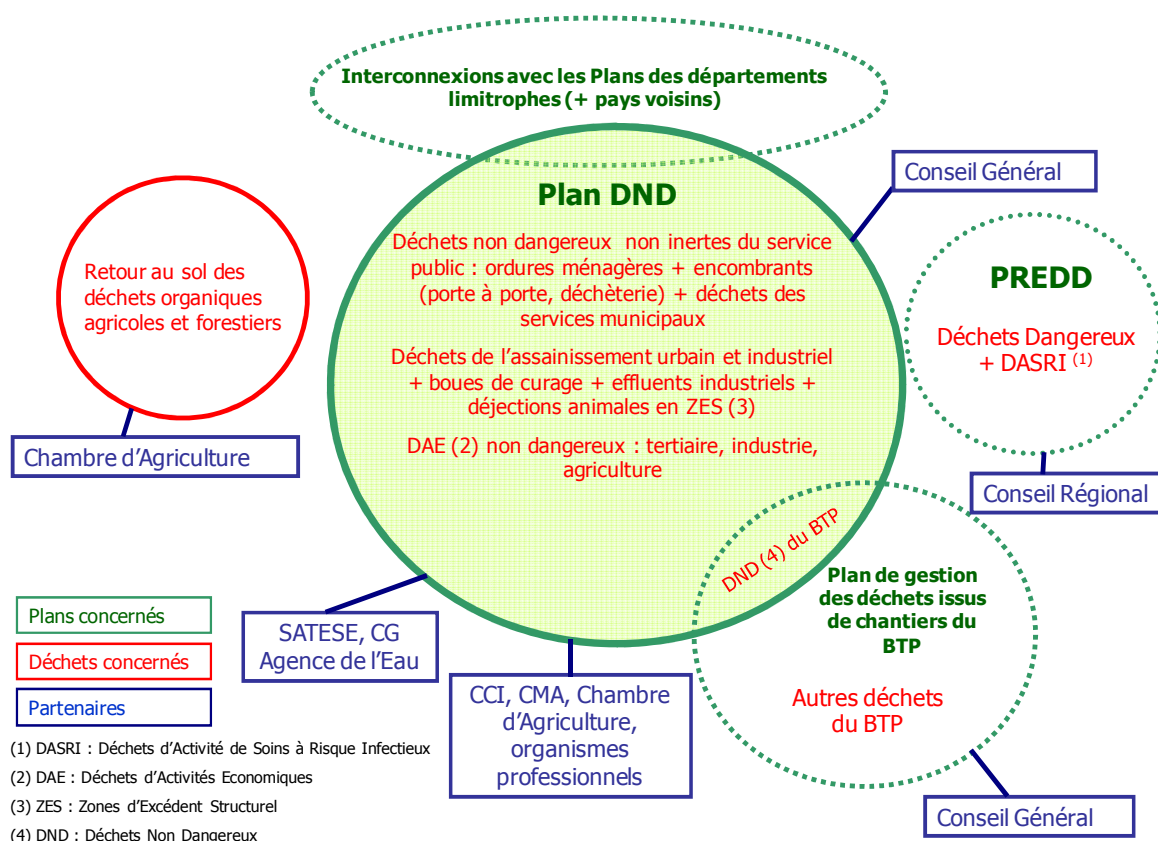 Interconnexions avec les Plans des départements
limitrophes (+ pays voisins)
Plan DND
Déchets non dangereux non inertes du service
public : ordures ménagères + encombrants
(porte à porte, déchèterie) + déchets des
services municipaux
Déchets de l’assainissement urbain et industriel
+ boues de curage + effluents industriels +
déjections animales en ZES (3)
DAE (2) non dangereux : tertiaire, industrie,
agriculture
DND (4) du BTP
Conseil Général
Retour au sol des
déchets organiques
agricoles et forestiers
Chambre d’Agriculture
PREDD
Déchets Dangereux
+ DASRI (1)
Conseil Régional
Plan de gestion
des déchets issus
de chantiers du
BTP
Autres déchets
du BTP
Conseil Général
SATESE, CG
Agence de l’Eau
CCI, CMA, Chambre
d’Agriculture,
organismes
professionnels
Plans concernés
Déchets concernés
Partenaires
(1) DASRI : Déchets d’Activité de Soins à Risque Infectieux
(2) DAE : Déchets d’Activités Economiques
(3) ZES : Zones d’Excédent Structurel
(4) DND : Déchets Non Dangereux